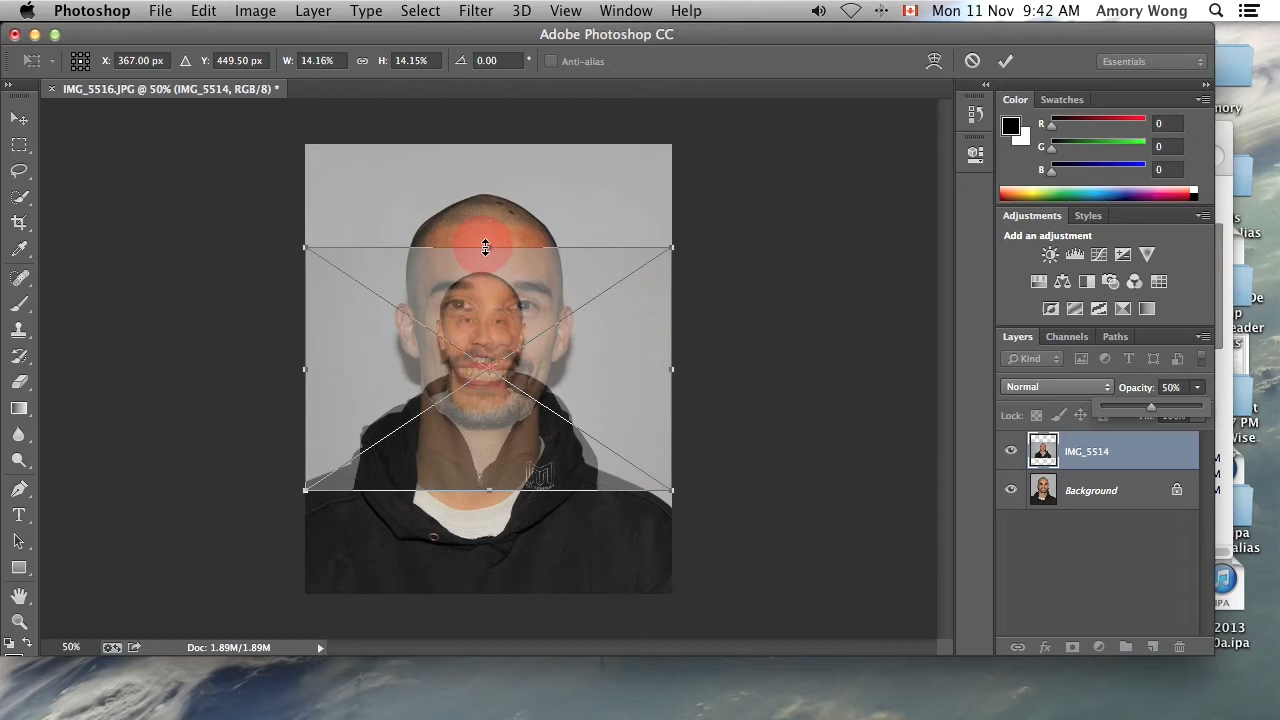 Photoshop File Edit Image Layer Type Select Filter 3D View Window Help Mon 11 Nov 9:42 AM Amory Wong
Adobe Photoshop CC
X: 367.00 px Y: 449.50 px W: 14.16% H: 14.15% 0.00 ° Anti-alias Essentials
IMG_5516.JPG @ 50% (IMG_5514, RGB/8) *
Color Swatches
R 0
G 0
B 0
Adjustments Styles
Add an adjustment
Layers Channels Paths
Kind
Normal Opacity: 50%
Lock:
IMG_5514
Background
50% Doc: 1.89M/1.89M
2013
0a.ipa